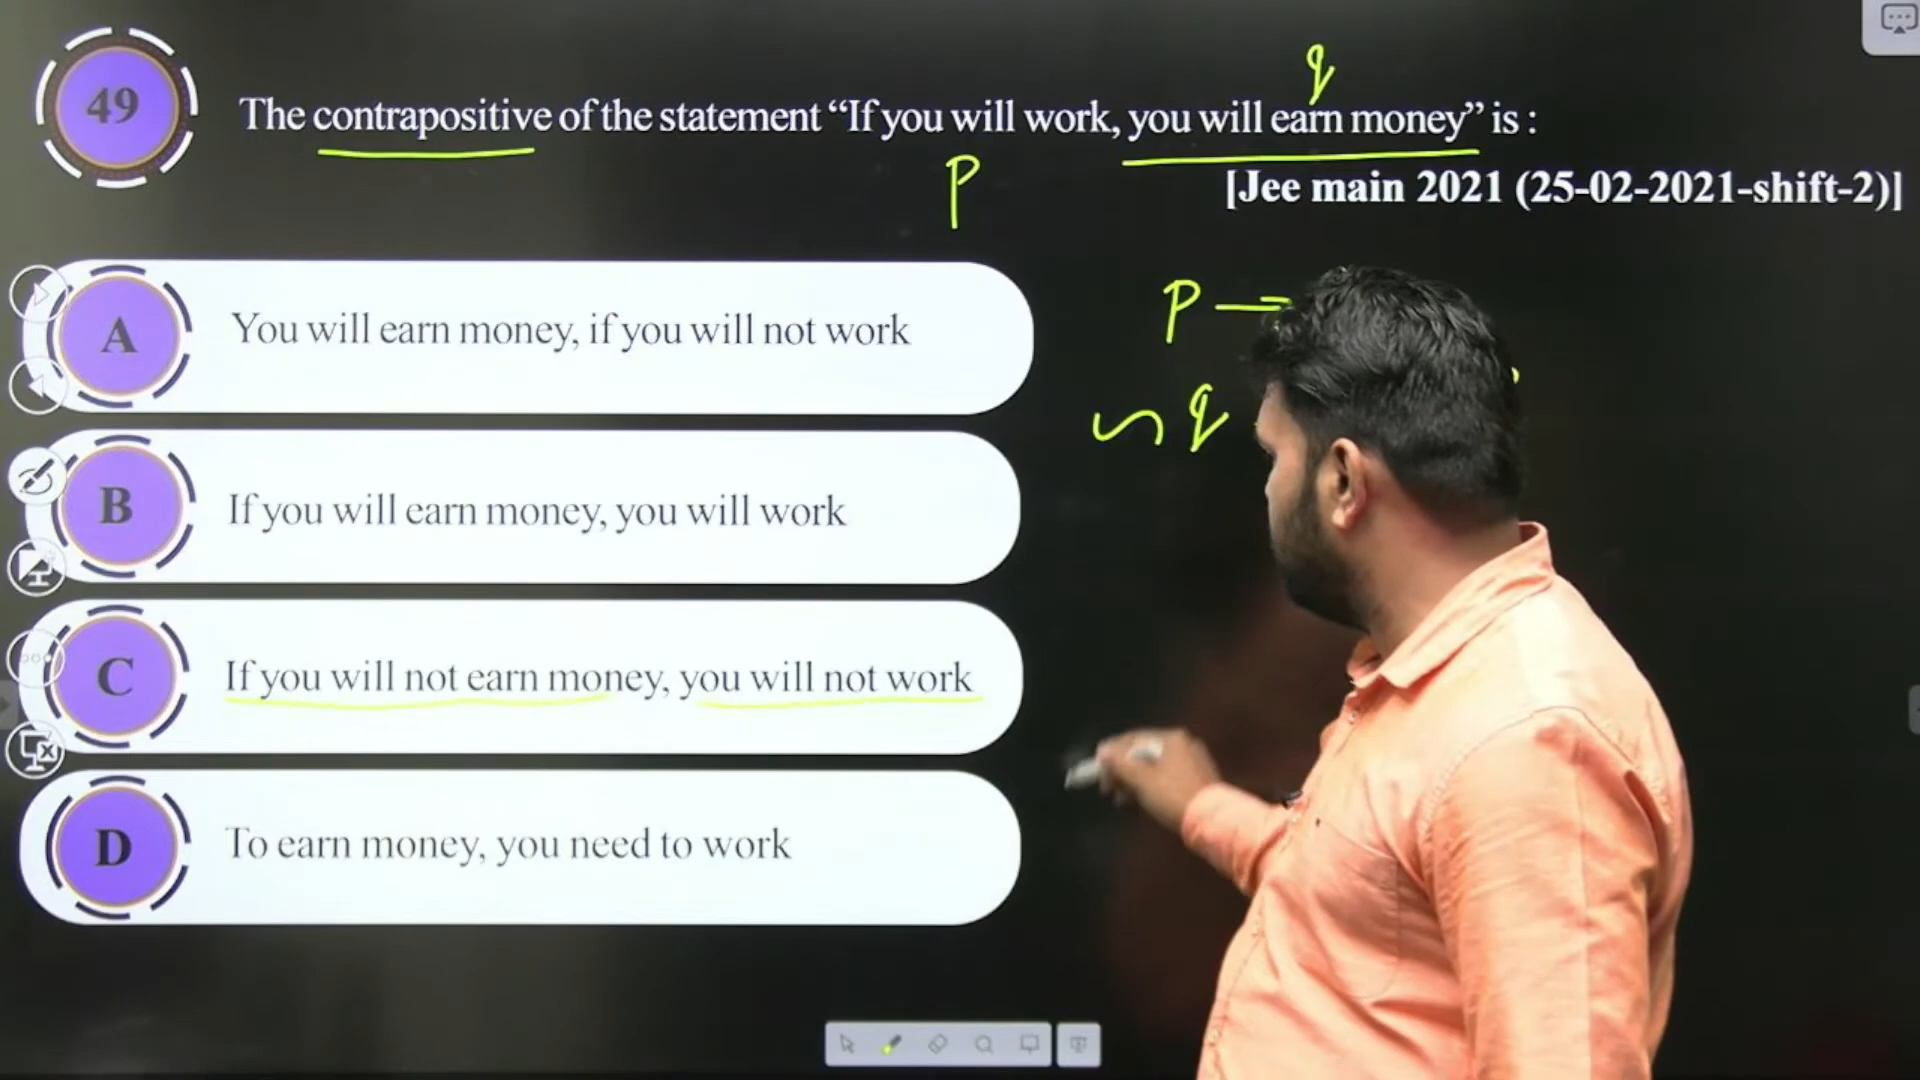 49
q
The contrapositive of the statement “If you will work, you will earn money” is :
p
[Jee main 2021 (25-02-2021-shift-2)]
A You will earn money, if you will not work
p →
~ q
B If you will earn money, you will work
C If you will not earn money, you will not work
D To earn money, you need to work